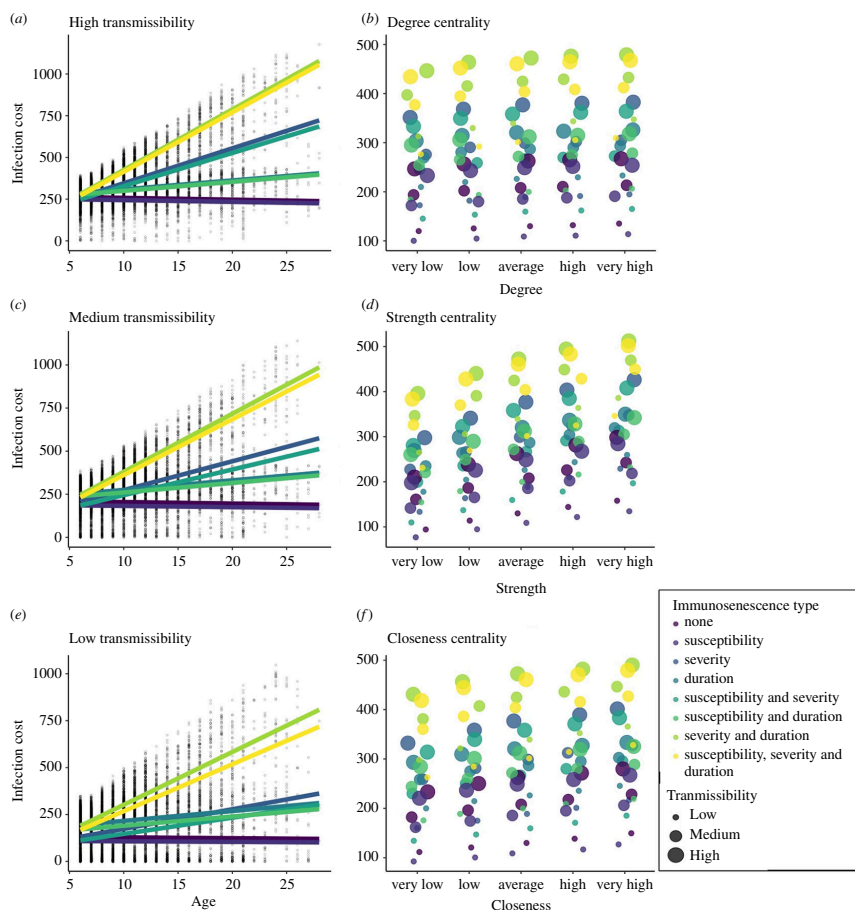 (a) High transmissibility
(b) Degree centrality
Infection cost
1000
750
500
250
0
5 10 15 20 25
500
400
300
200
100
very low low average high very high
Degree
(c) Medium transmissibility
(d) Strength centrality
Infection cost
1000
750
500
250
0
5 10 15 20 25
500
400
300
200
100
very low low average high very high
Strength
(e) Low transmissibility
(f) Closeness centrality
Infection cost
1000
750
500
250
0
5 10 15 20 25
Age
500
400
300
200
100
very low low average high very high
Closeness
Immunosenescence type
none
susceptibility
severity
duration
susceptibility and severity
susceptibility and duration
severity and duration
susceptibility, severity and
duration
Tranmissibility
Low
Medium
High